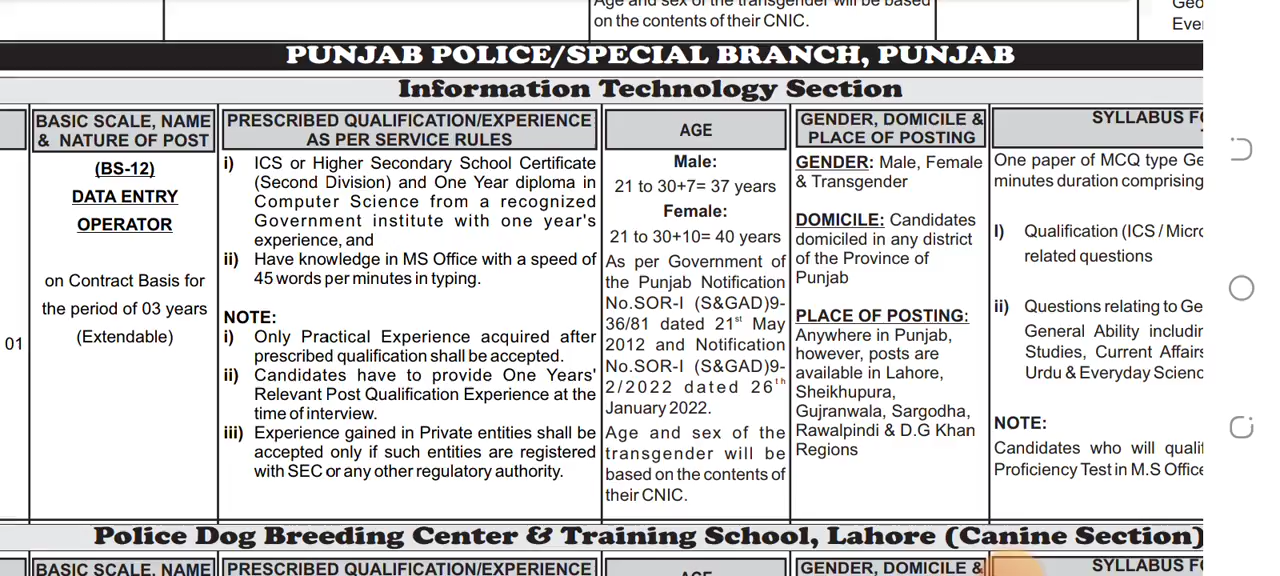 Age and sex of the transgender will be based
on the contents of their CNIC.
PUNJAB POLICE/SPECIAL BRANCH, PUNJAB
Information Technology Section
BASIC SCALE, NAME
& NATURE OF POST
PRESCRIBED QUALIFICATION/EXPERIENCE
AS PER SERVICE RULES
AGE
GENDER, DOMICILE &
PLACE OF POSTING
SYLLABUS
01
(BS-12)
DATA ENTRY
OPERATOR
on Contract Basis for
the period of 03 years
(Extendable)
i) ICS or Higher Secondary School Certificate
(Second Division) and One Year diploma in
Computer Science from a recognized
Government institute with one year's
experience, and
ii) Have knowledge in MS Office with a speed of
45 words per minutes in typing.
NOTE:
i) Only Practical Experience acquired after
prescribed qualification shall be accepted.
ii) Candidates have to provide One Years'
Relevant Post Qualification Experience at the
time of interview.
iii) Experience gained in Private entities shall be
accepted only if such entities are registered
with SEC or any other regulatory authority.
Male:
21 to 30+7= 37 years
Female:
21 to 30+10= 40 years
As per Government of
the Punjab Notification
No.SOR-I (S&GAD)9-
36/81 dated 21st May
2012 and Notification
No.SOR-I (S&GAD)9-
2/2022 dated 26th
January 2022.
Age and sex of the
transgender will be
based on the contents of
their CNIC.
GENDER: Male, Female
& Transgender
DOMICILE: Candidates
domiciled in any district
of the Province of
Punjab
PLACE OF POSTING:
Anywhere in Punjab,
however, posts are
available in Lahore,
Sheikhupura,
Gujranwala, Sargodha,
Rawalpindi & D.G Khan
Regions
One paper of MCQ type
minutes duration comprising
I) Qualification (ICS / Micr
related questions
ii) Questions relating to Ge
General Ability includin
Studies, Current Affairs
Urdu & Everyday Scienc
NOTE:
Candidates who will qualif
Proficiency Test in M.S Office
Police Dog Breeding Center & Training School, Lahore (Canine Section)
BASIC SCALE, NAME
PRESCRIBED QUALIFICATION/EXPERIENCE
AGE
GENDER, DOMICILE &
SYLLABUS